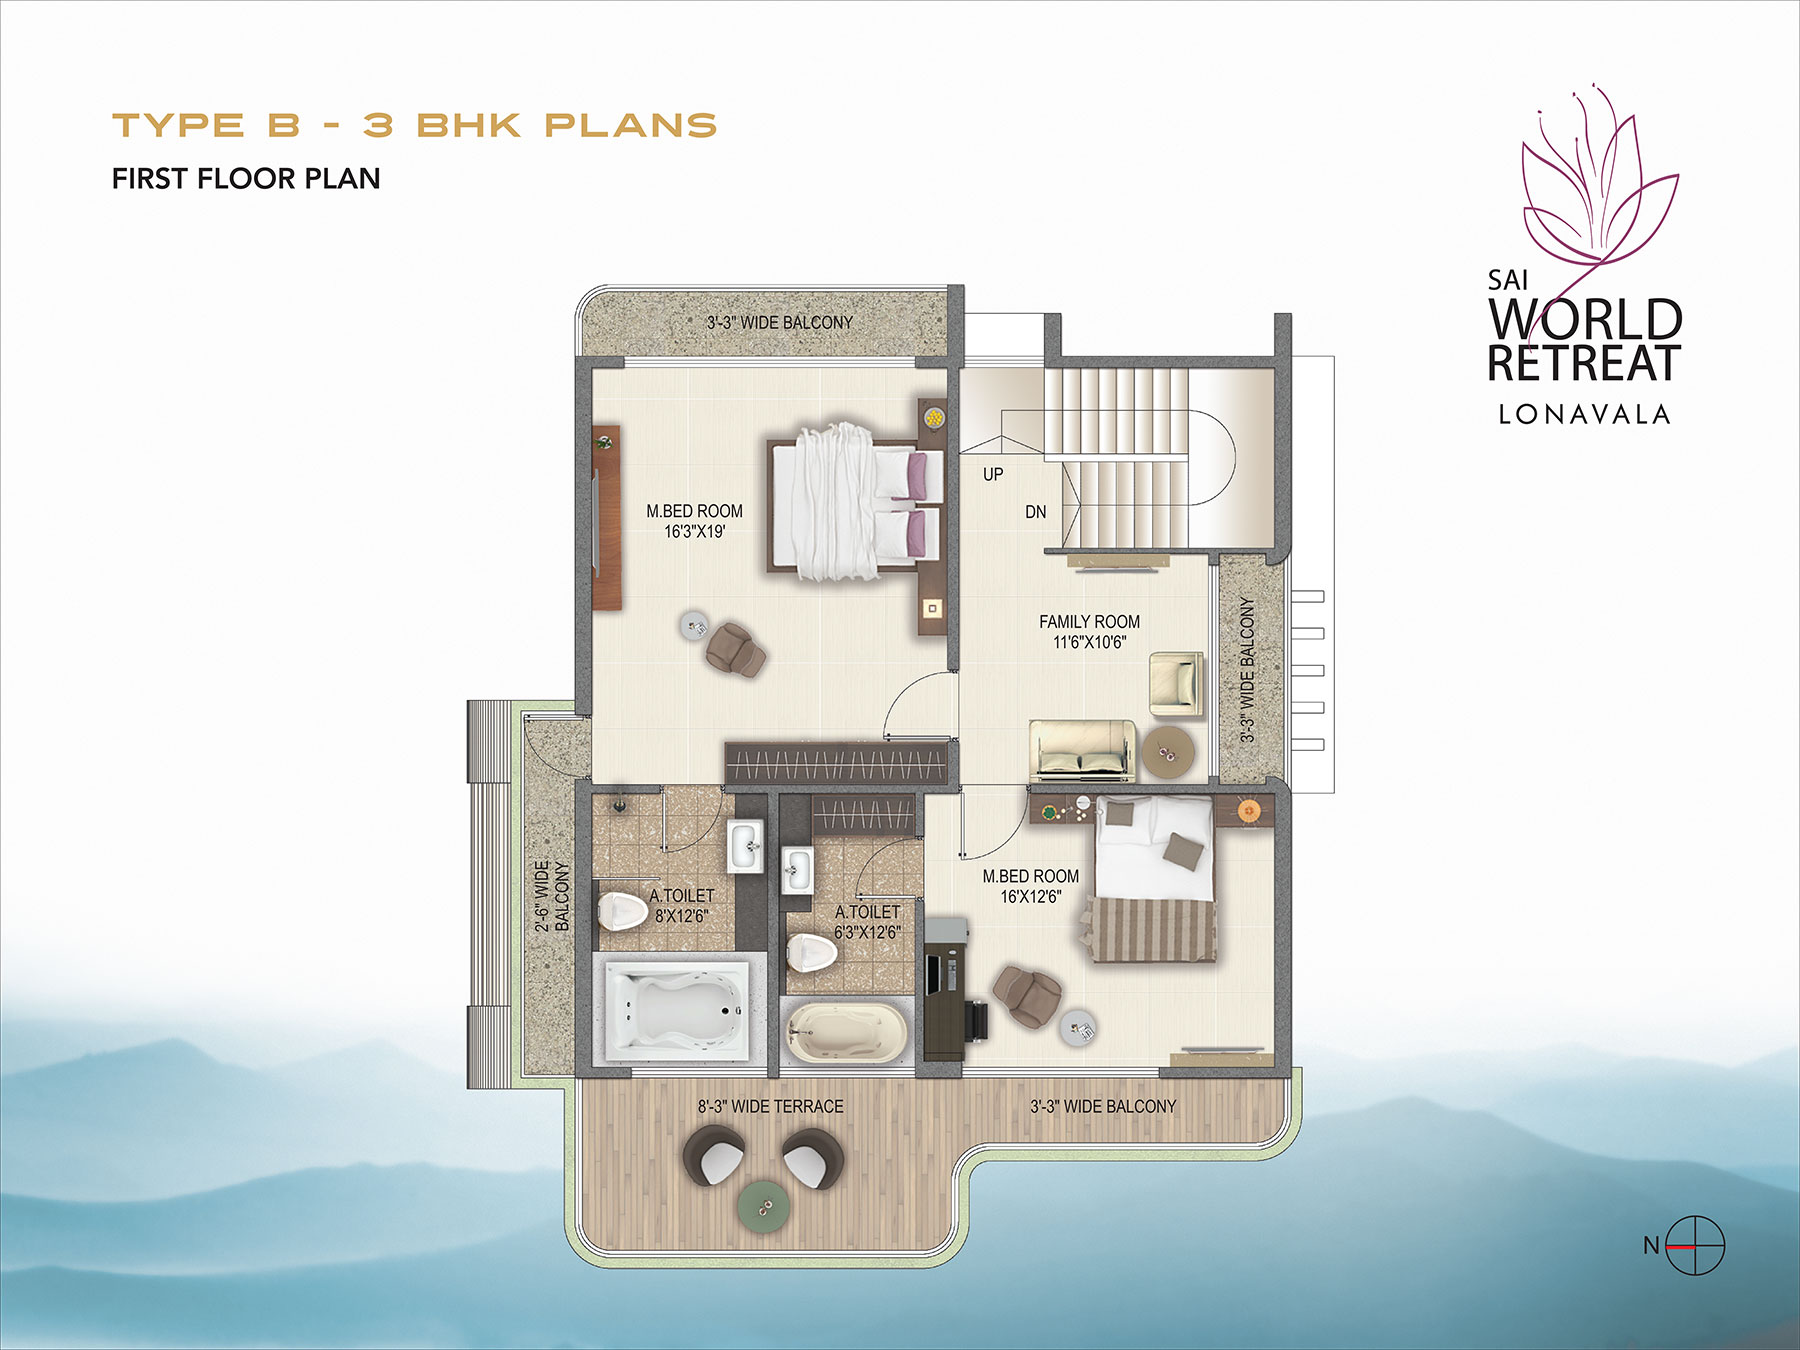 TYPE B - 3 BHK PLANS
FIRST FLOOR PLAN
SAI
WORLD
RETREAT
LONAVALA
3'-3" WIDE BALCONY
M.BED ROOM
16'3"X19'
UP
DN
FAMILY ROOM
11'6"X10'6"
3'-3" WIDE BALCONY
2'-6" WIDE
BALCONY
A.TOILET
8'X12'6"
A.TOILET
6'3"X12'6"
M.BED ROOM
16'X12'6"
8'-3" WIDE TERRACE
3'-3" WIDE BALCONY
N